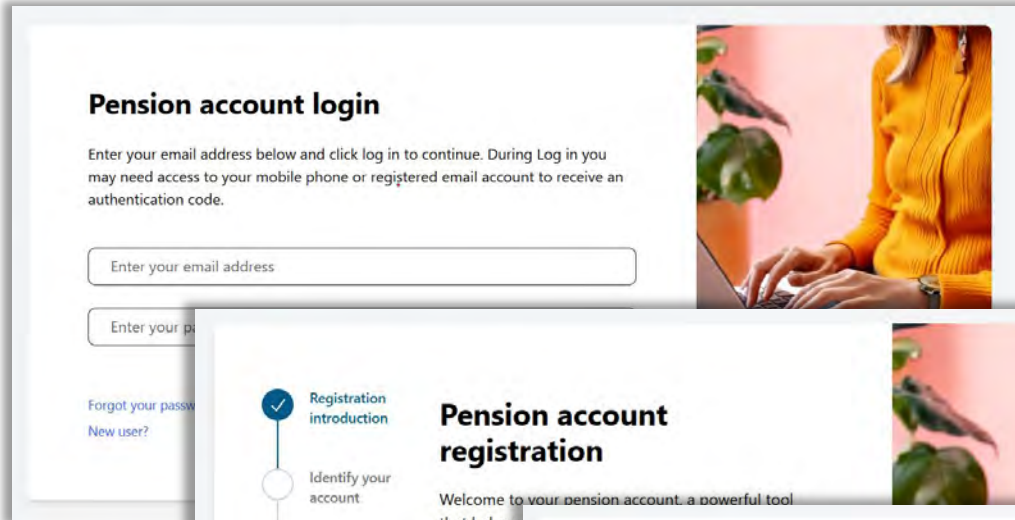 Pension account login
Enter your email address below and click log in to continue. During Log in you
may need access to your mobile phone or registered email account to receive an
authentication code.
Enter your email address
Enter your
Forgot your
New user?
Registration
introduction
Identify your
account
Pension account
registration
Welcome to your pension account, a powerful tool